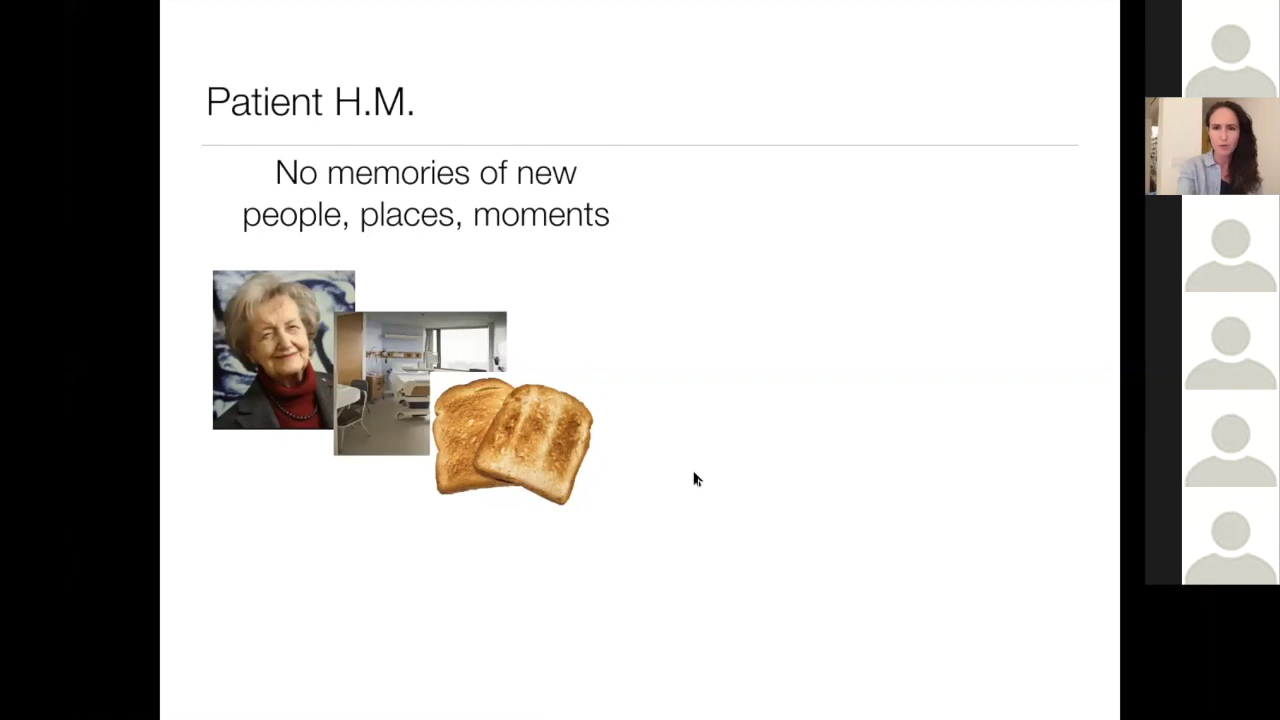 Patient H.M.
No memories of new
people, places, moments